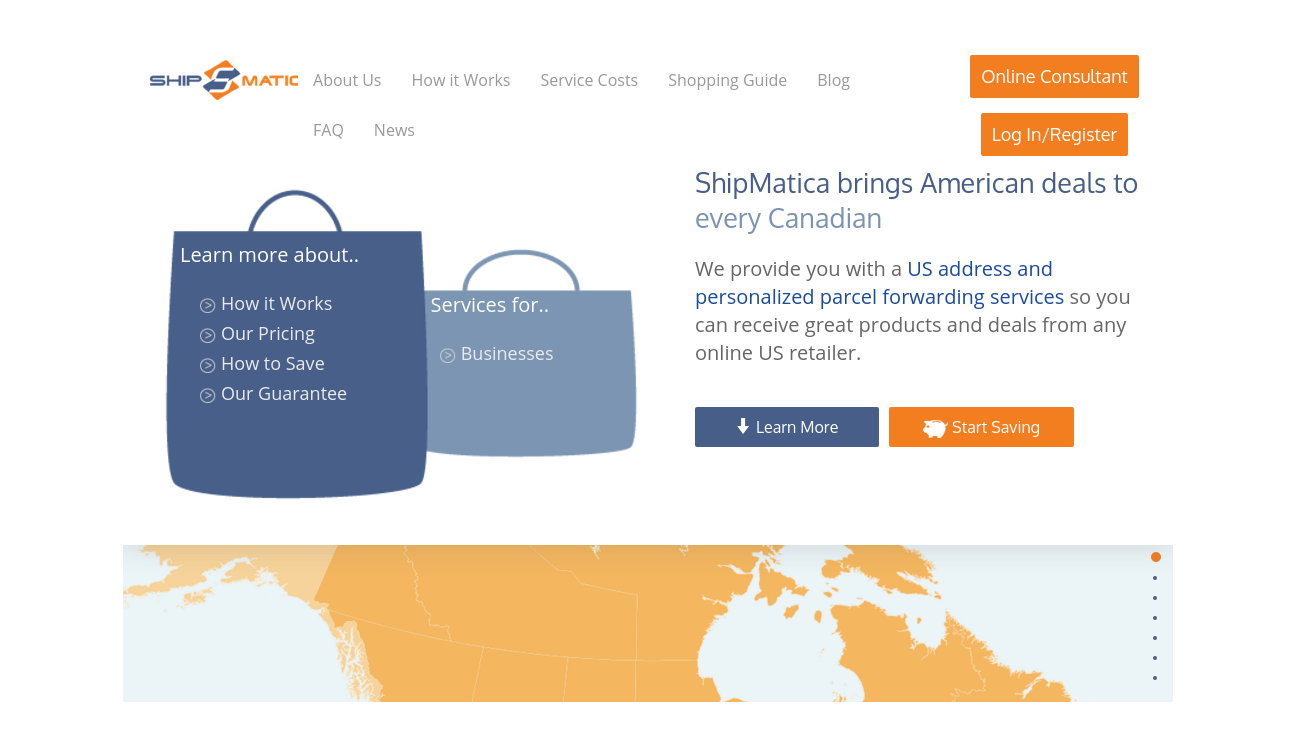 SHIP MATIC
About Us How it Works Service Costs Shopping Guide Blog
FAQ News
Online Consultant
Log In/Register
Learn more about..
How it Works
Our Pricing
How to Save
Our Guarantee
Services for..
Businesses
ShipMatica brings American deals to
every Canadian
We provide you with a US address and
personalized parcel forwarding services so you
can receive great products and deals from any
online US retailer.
Learn More
Start Saving